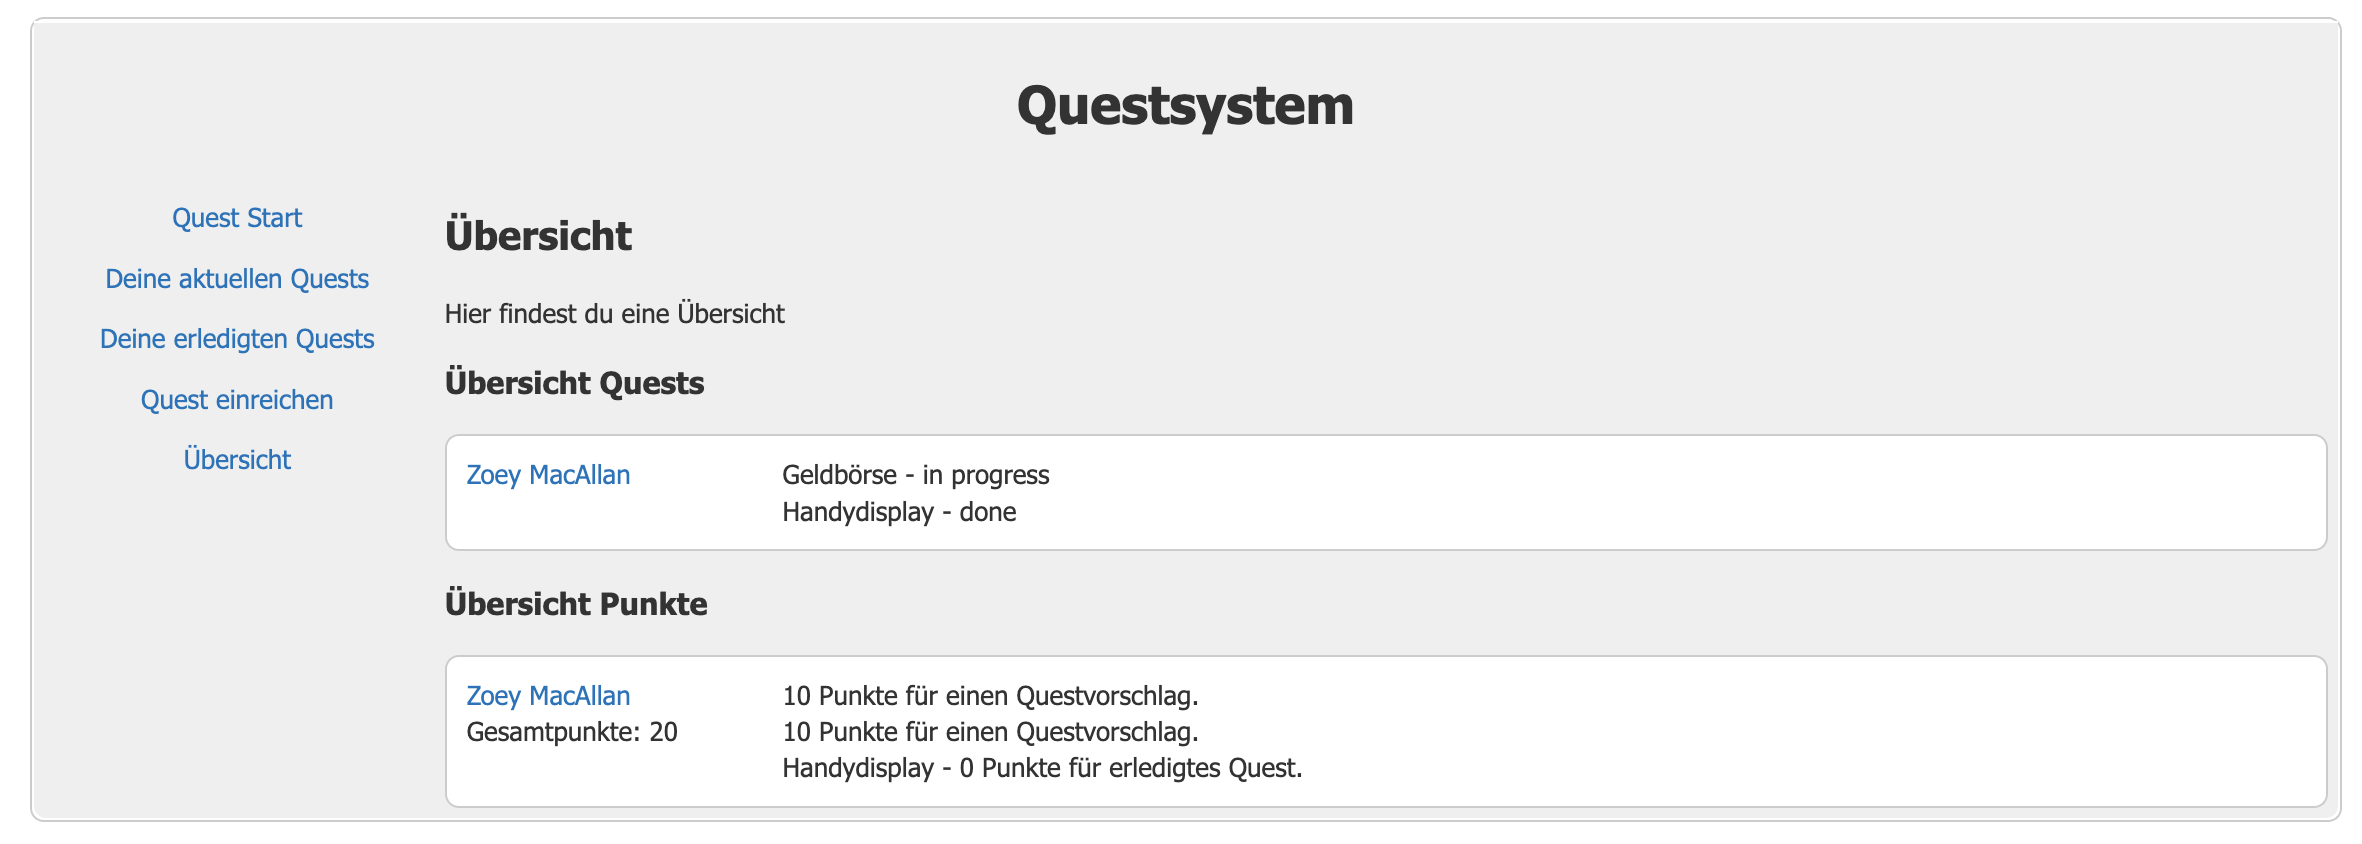 Questsystem
Quest Start
Deine aktuellen Quests
Deine erledigten Quests
Quest einreichen
Übersicht
Übersicht
Hier findest du eine Übersicht
Übersicht Quests
Zoey MacAllan
Geldbörse - in progress
Handydisplay - done
Übersicht Punkte
Zoey MacAllan
Gesamtpunkte: 20
10 Punkte für einen Questvorschlag.
10 Punkte für einen Questvorschlag.
Handydisplay - 0 Punkte für erledigtes Quest.